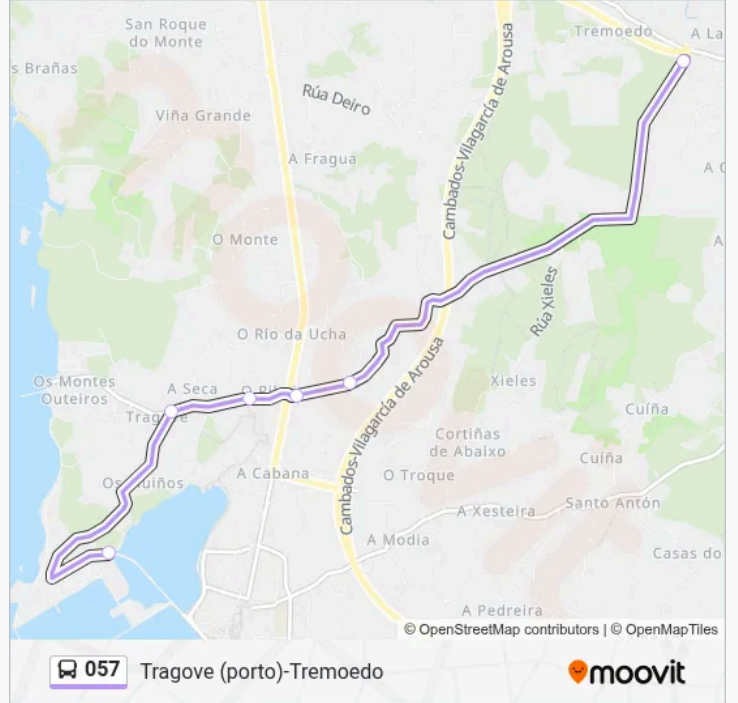 San Roque
do Monte
Tremoedo
A La
s Brañas
Rúa Deiro
Viña Grande
Cambados-Vilagarcía de Arousa
A Fragua
O Monte
Rúa Xieles
O Río da Ucha
Os Montes
Outeiros
A Seca
Xieles
Cuíña
Cortiñas
de Abaixo
Cuíña
A Cabana
O Troque
Cambados-Vilagarcía de Arousa
Santo Antón
A Xesteira
A Modia
Casas do
A Pedreira
© OpenStreetMap contributors | © OpenMapTiles
057 Tragove (porto)-Tremoedo
moovit